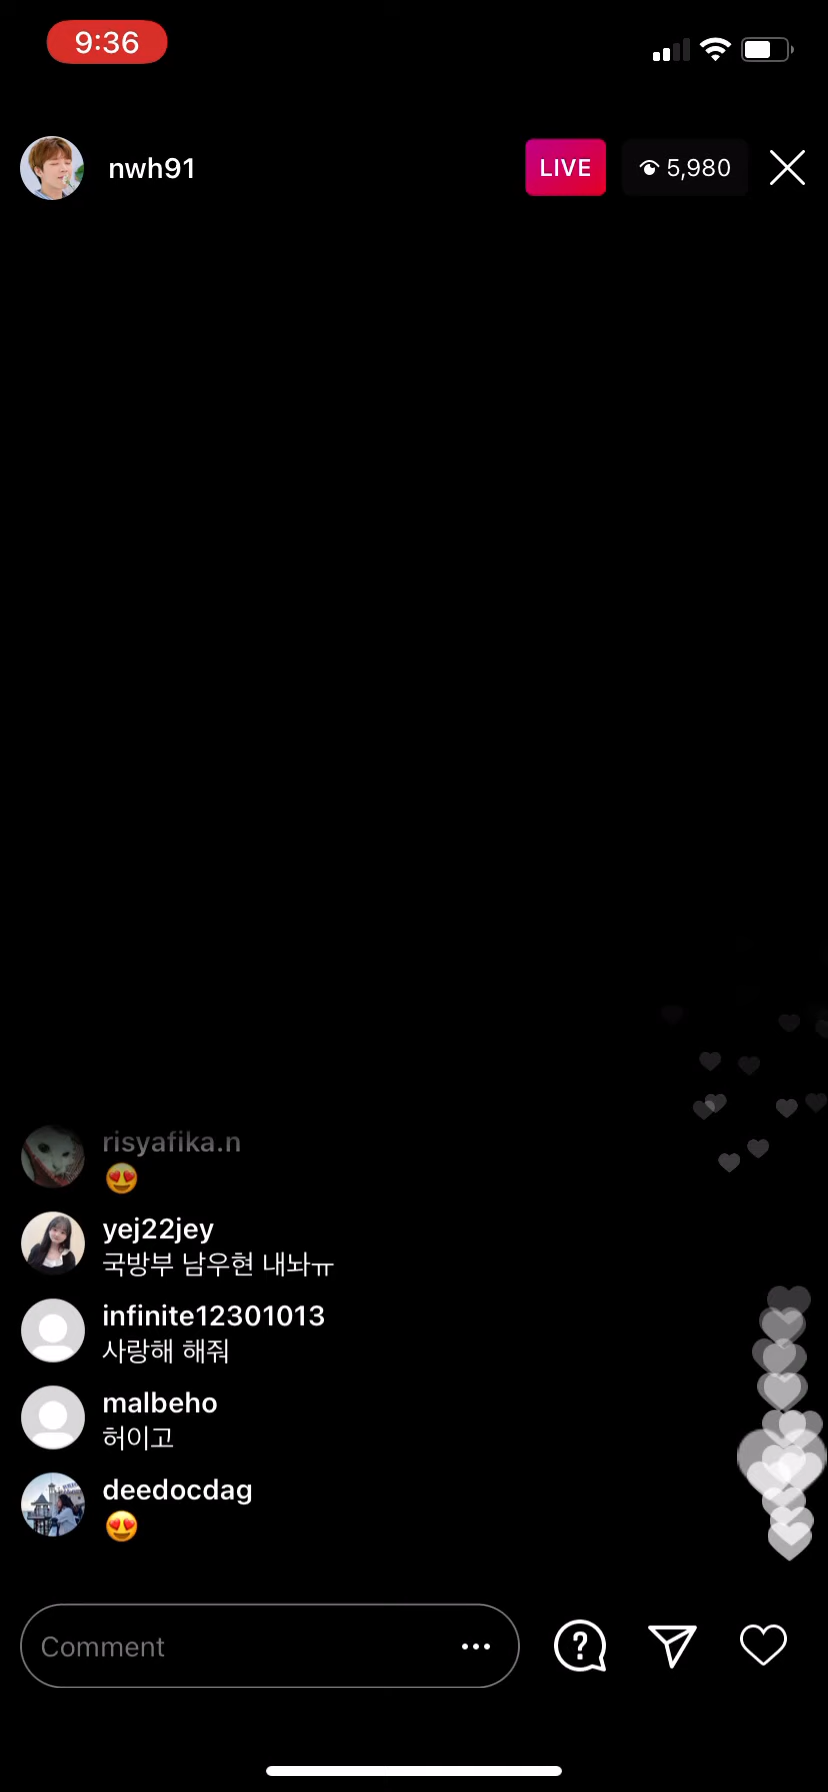 9:36
nwh91
LIVE
5,980
risyafika.n
😍
yej22jey
국방부 남우현 내놔ㅠ
infinite12301013
사랑해 해줘
malbeho
허이고
deedocdag
😍
Comment